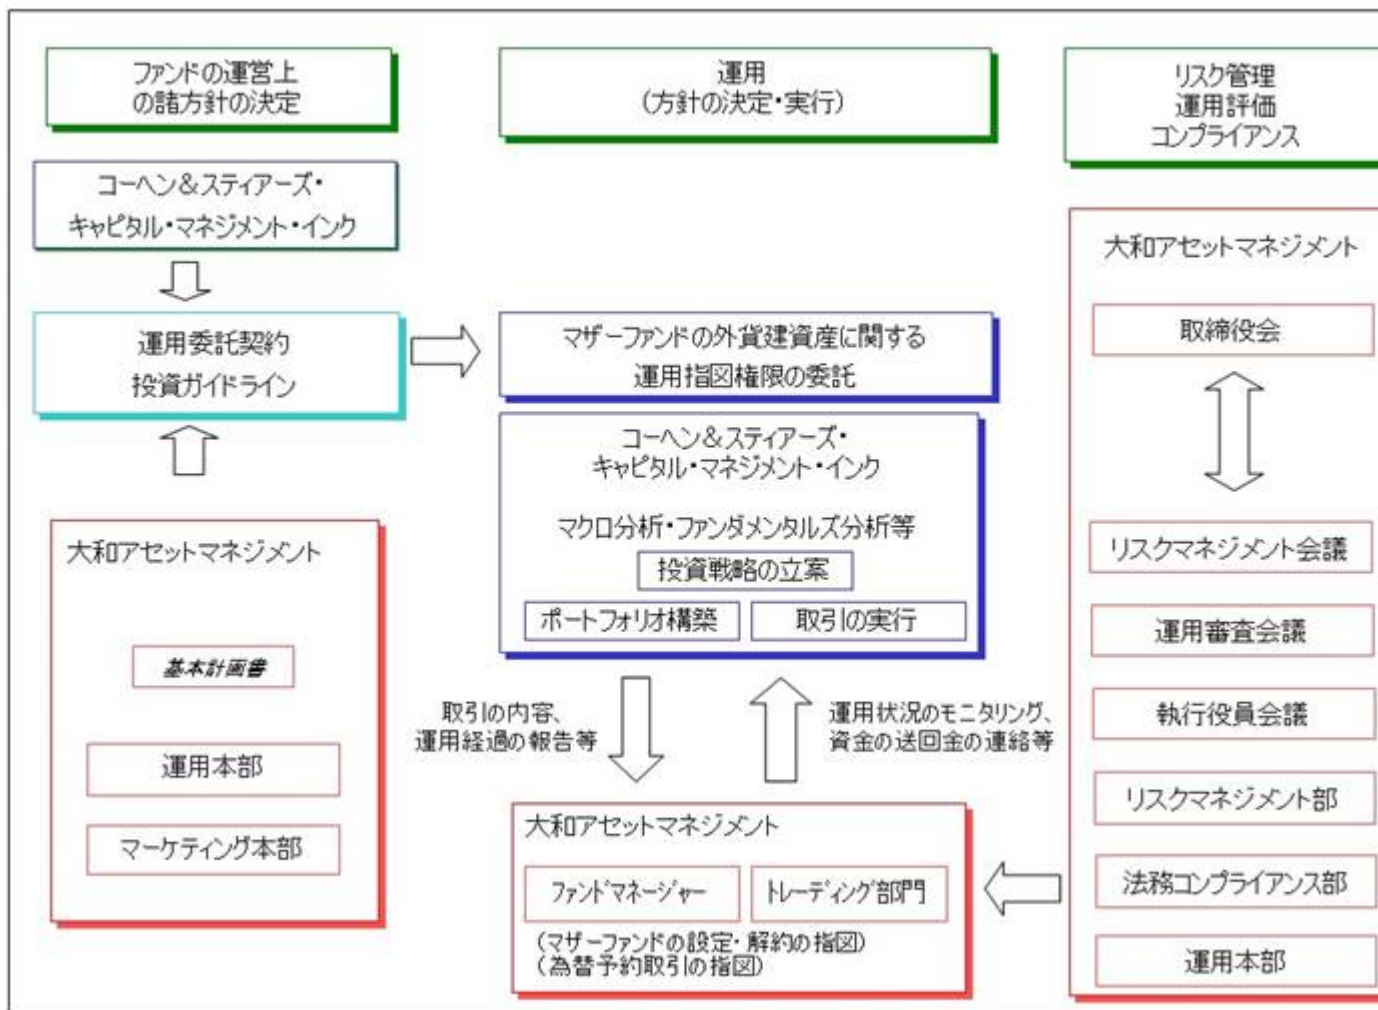 ファンドの運営上
の諸方針の決定
コーヘン＆スティアーズ・
キャピタル・マネジメント・インク
運用委託契約
投資ガイドライン
大和アセットマネジメント
基本計画書
運用本部
マーケティング本部
運用
（方針の決定・実行）
マザーファンドの外貨建資産に関する
運用指図権限の委託
コーヘン＆スティアーズ・
キャピタル・マネジメント・インク
マクロ分析・ファンダメンタルズ分析等
投資戦略の立案
ポートフォリオ構築
取引の実行
取引の内容、
運用経過の報告等
運用状況のモニタリング、
資金の送回金の連絡等
大和アセットマネジメント
ファンドマネージャー
トレーディング部門
（マザーファンドの設定・解約の指図）
（為替予約取引の指図）
リスク管理
運用評価
コンプライアンス
大和アセットマネジメント
取締役会
リスクマネジメント会議
運用審査会議
執行役員会議
リスクマネジメント部
法務コンプライアンス部
運用本部